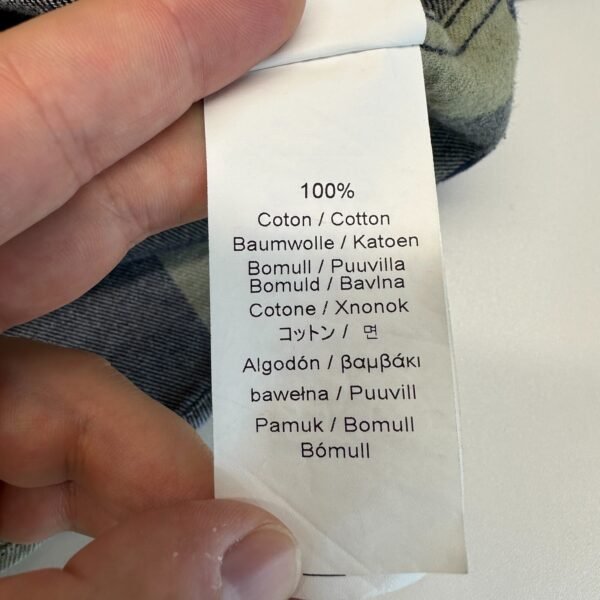 100%
Coton / Cotton
Baumwolle / Katoen
Bomull / Puuvilla
Bomuld / Bavlna
Cotone / Xnonok
コットン / 면
Algodón / βαμβάκι
bawełna / Puuvill
Pamuk / Bomull
Bómull